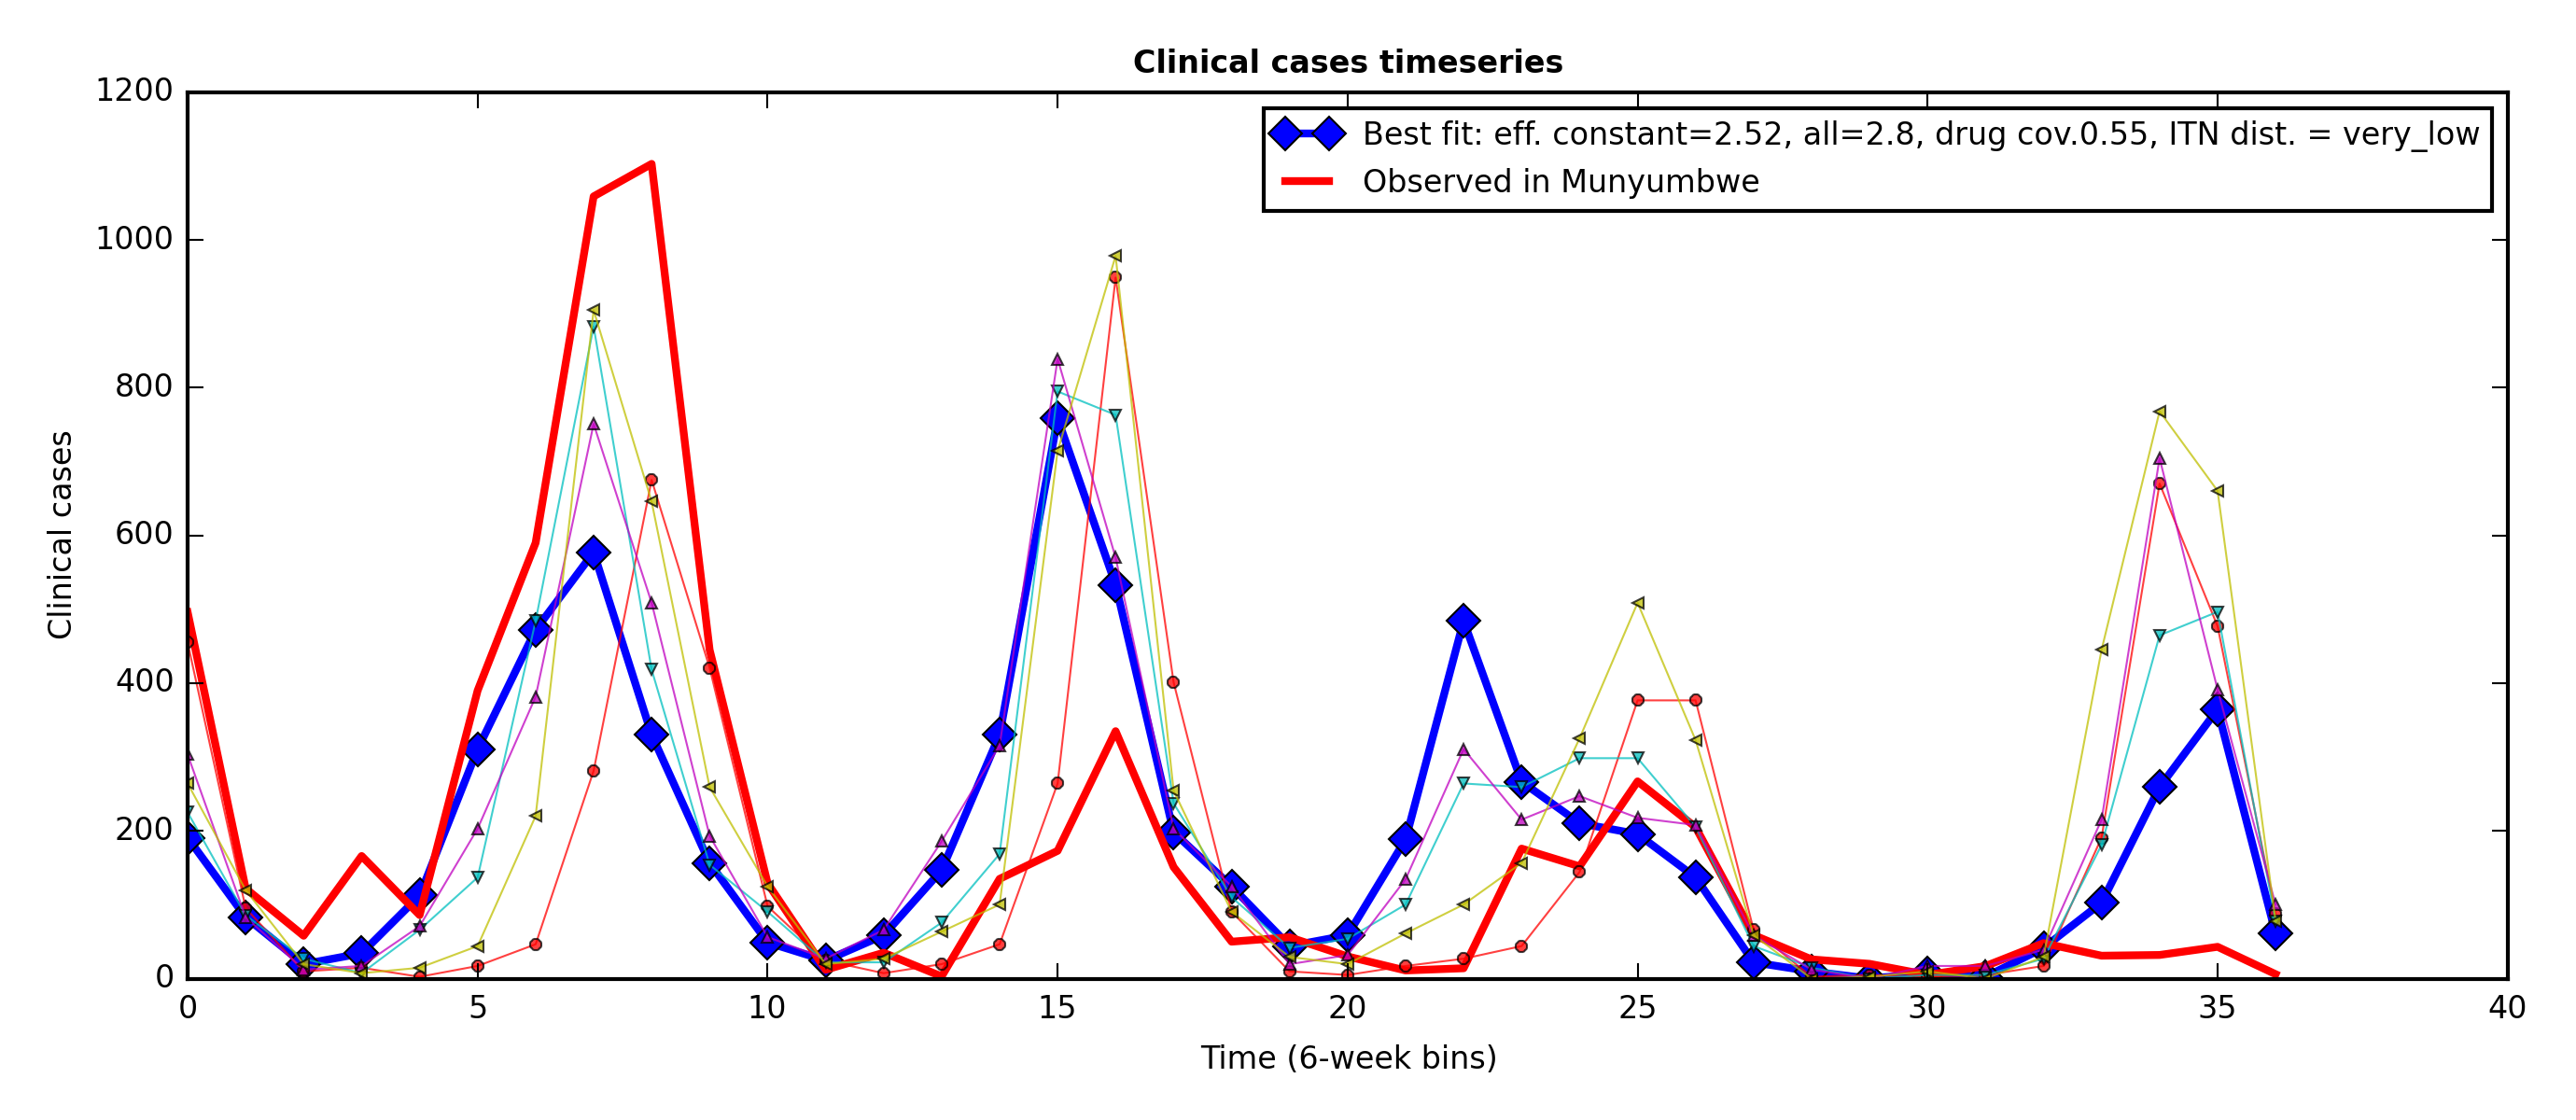 Clinical cases timeseries
1200
1000
800
600
400
200
0
Clinical cases
Best fit: eff. constant=2.52, all=2.8, drug cov.0.55, ITN dist. = very_low
Observed in Munyumbwe
0 5 10 15 20 25 30 35 40
Time (6-week bins)